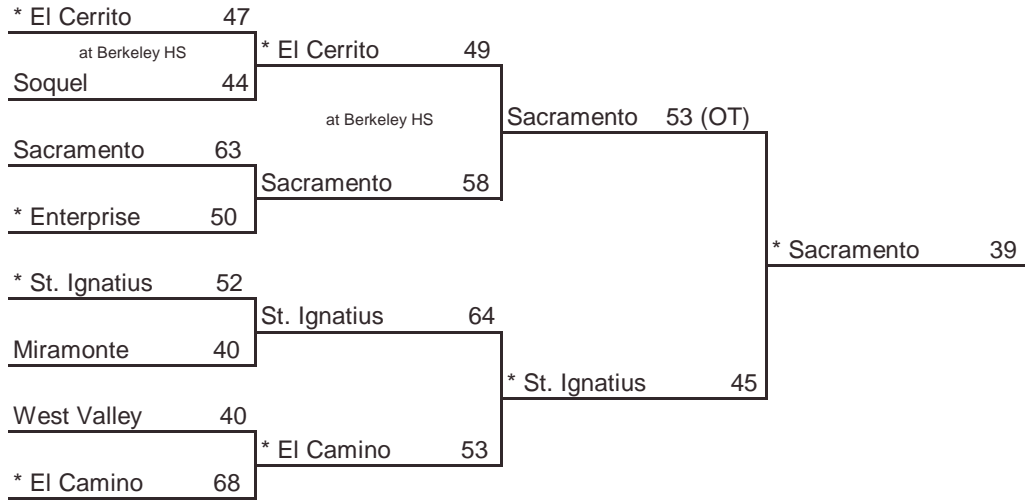 * El Cerrito 47
at Berkeley HS
Soquel 44
Sacramento 63
* Enterprise 50
* St. Ignatius 52
Miramonte 40
West Valley 40
* El Camino 68
* El Cerrito 49
at Berkeley HS
Sacramento 58
St. Ignatius 64
* El Camino 53
Sacramento 53 (OT)
* St. Ignatius 45
* Sacramento 39